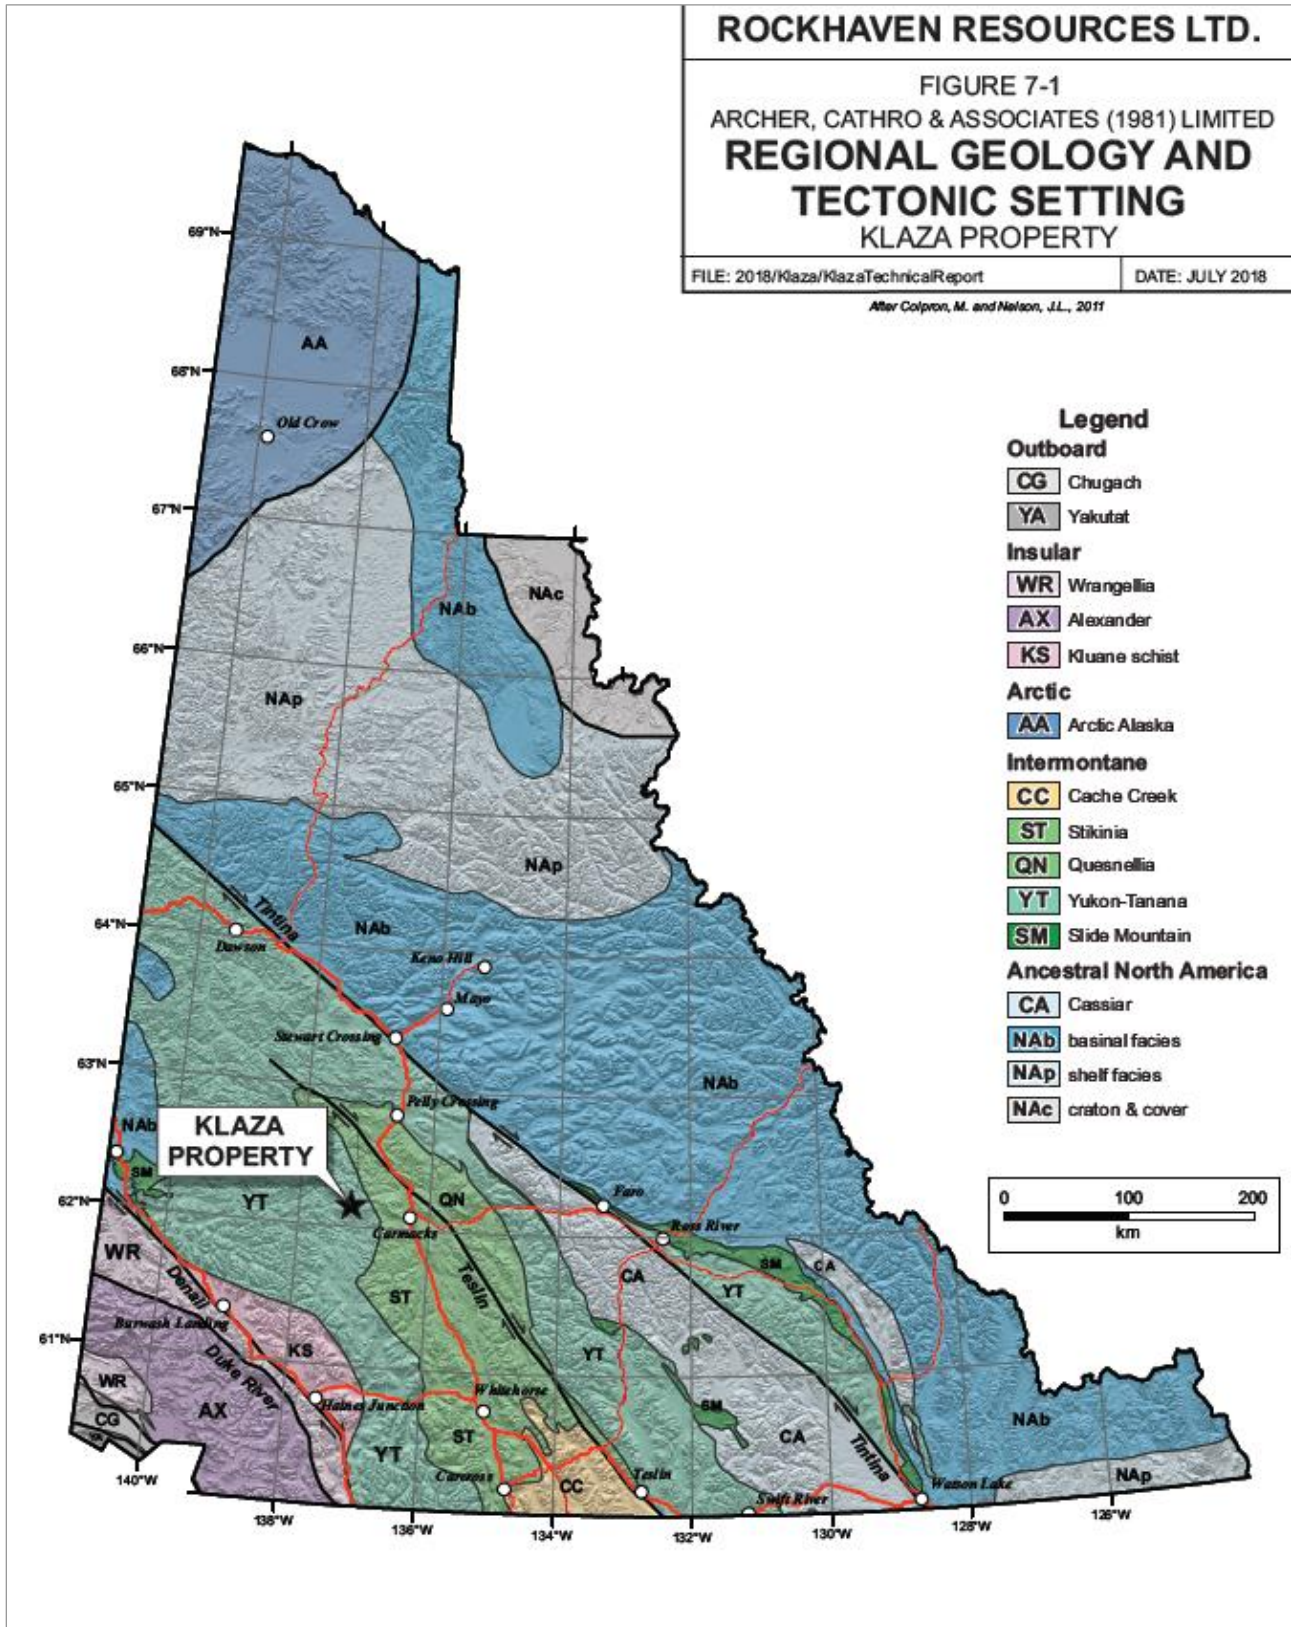 ROCKHAVEN RESOURCES LTD.
FIGURE 7-1
ARCHER, CATHRO & ASSOCIATES (1981) LIMITED
REGIONAL GEOLOGY AND
TECTONIC SETTING
KLAZA PROPERTY
FILE: 2018/Klaza/KlazaTechnicalReport
DATE: JULY 2018
After Colpron, M. and Nelson, J.L., 2011
69°N
AA
68°N
Old Crow
67°N
NAc
NAb
66°N
NAp
65°N
NAp
64°N
Tintina
Dawson
NAb
Keno Hill
Mayo
Stewart Crossing
63°N
NAb
Pelly Crossing
NAb
KLAZA
PROPERTY
SM
YT
QN
62°N
Faro
Carmacks
Ross River
WR
Denali
ST
Teslin
CA
SM
CA
YT
Burwash Landing
61°N
Duke River
KS
YT
WR
AX
Haines Junction
Whitehorse
SM
CG
YA
YT
ST
CA
NAb
Tintina
Carcross
CC
Teslin
Swift River
Watson Lake
NAp
140°W
138°W
136°W
134°W
132°W
130°W
128°W
126°W
Legend
Outboard
CG Chugach
YA Yakutat
Insular
WR Wrangellia
AX Alexander
KS Kluane schist
Arctic
AA Arctic Alaska
Intermontane
CC Cache Creek
ST Stikinia
QN Quesnellia
YT Yukon-Tanana
SM Slide Mountain
Ancestral North America
CA Cassiar
NAb basinal facies
NAp shelf facies
NAc craton & cover
0 100 200
km